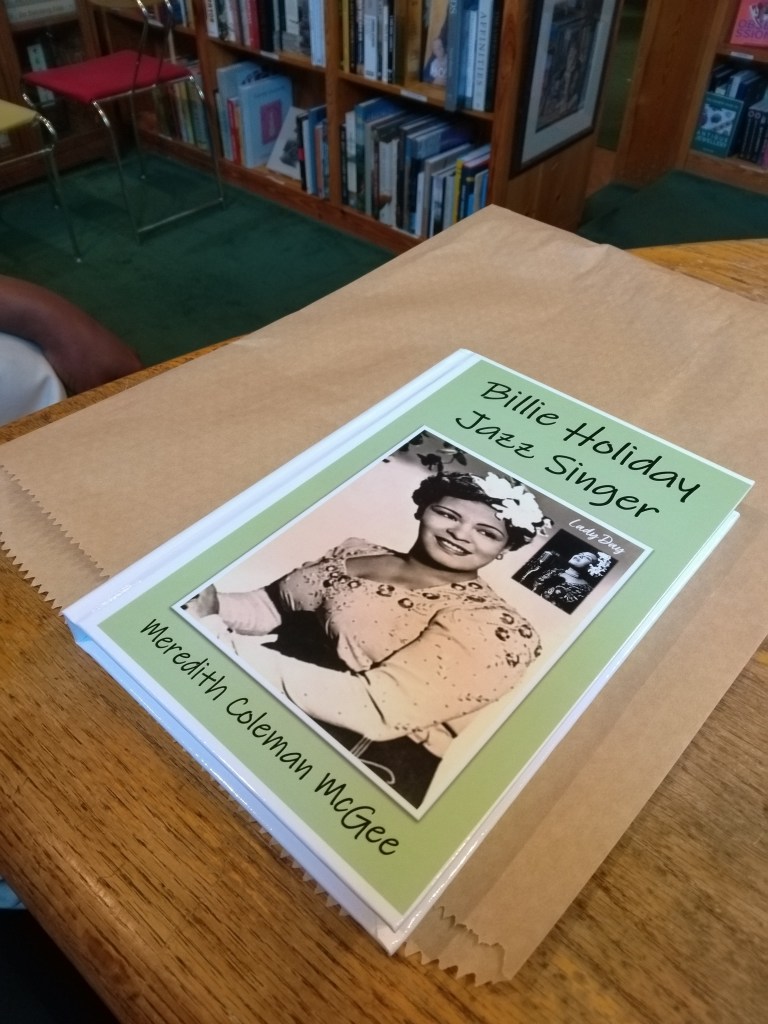 Billie Holiday
Jazz Singer
Lady Day
Meredith Coleman McGee